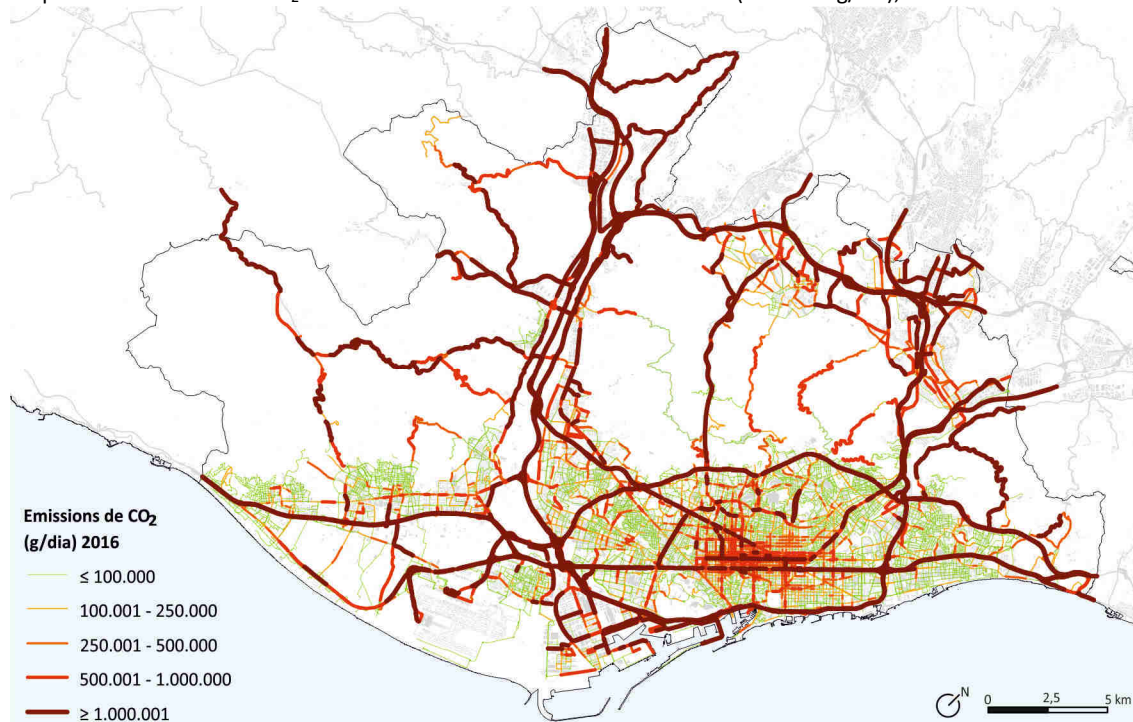 Emissions de CO₂
(g/dia) 2016
≤ 100.000
100.001 - 250.000
250.001 - 500.000
500.001 - 1.000.000
≥ 1.000.001
N
0 2,5 5 km